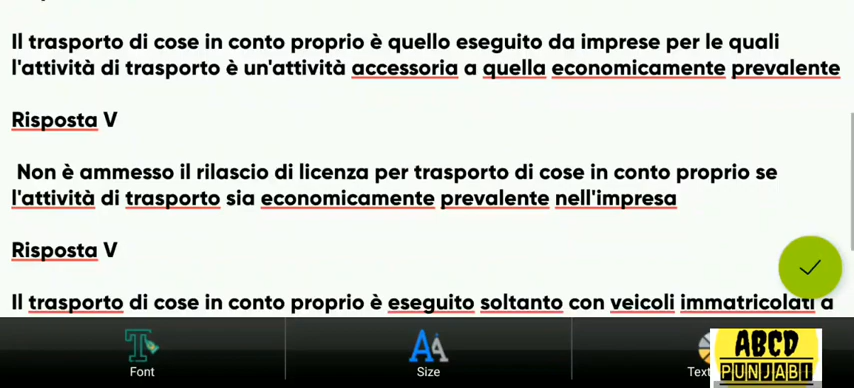 Il trasporto di cose in conto proprio è quello eseguito da imprese per le quali
l'attività di trasporto è un'attività accessoria a quella economicamente prevalente
Risposta V
Non è ammesso il rilascio di licenza per trasporto di cose in conto proprio se
l'attività di trasporto sia economicamente prevalente nell'impresa
Risposta V
Il trasporto di cose in conto proprio è eseguito soltanto con veicoli immatricolati a
Font
Size
Text
ABCD
PUNJABI